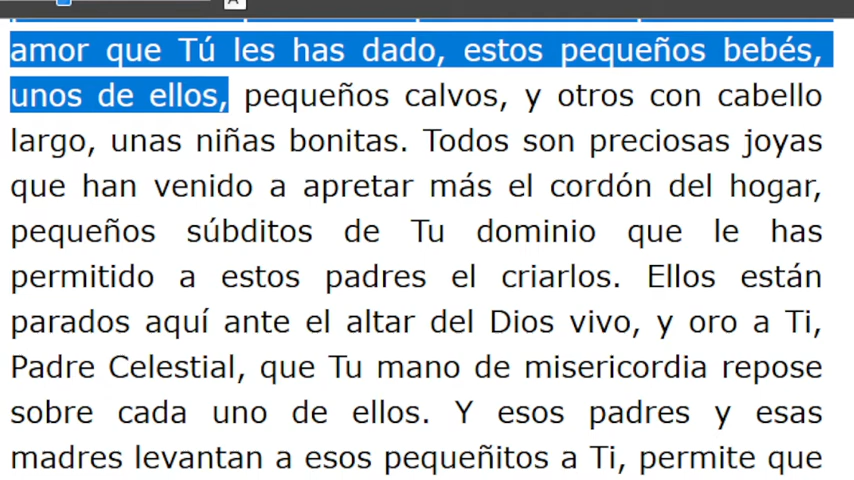 amor que Tú les has dado, estos pequeños bebés,
unos de ellos, pequeños calvos, y otros con cabello
largo, unas niñas bonitas. Todos son preciosas joyas
que han venido a apretar más el cordón del hogar,
pequeños súbditos de Tu dominio que le has
permitido a estos padres el criarlos. Ellos están
parados aquí ante el altar del Dios vivo, y oro a Ti,
Padre Celestial, que Tu mano de misericordia repose
sobre cada uno de ellos. Y esos padres y esas
madres levantan a esos pequeñitos a Ti, permite que